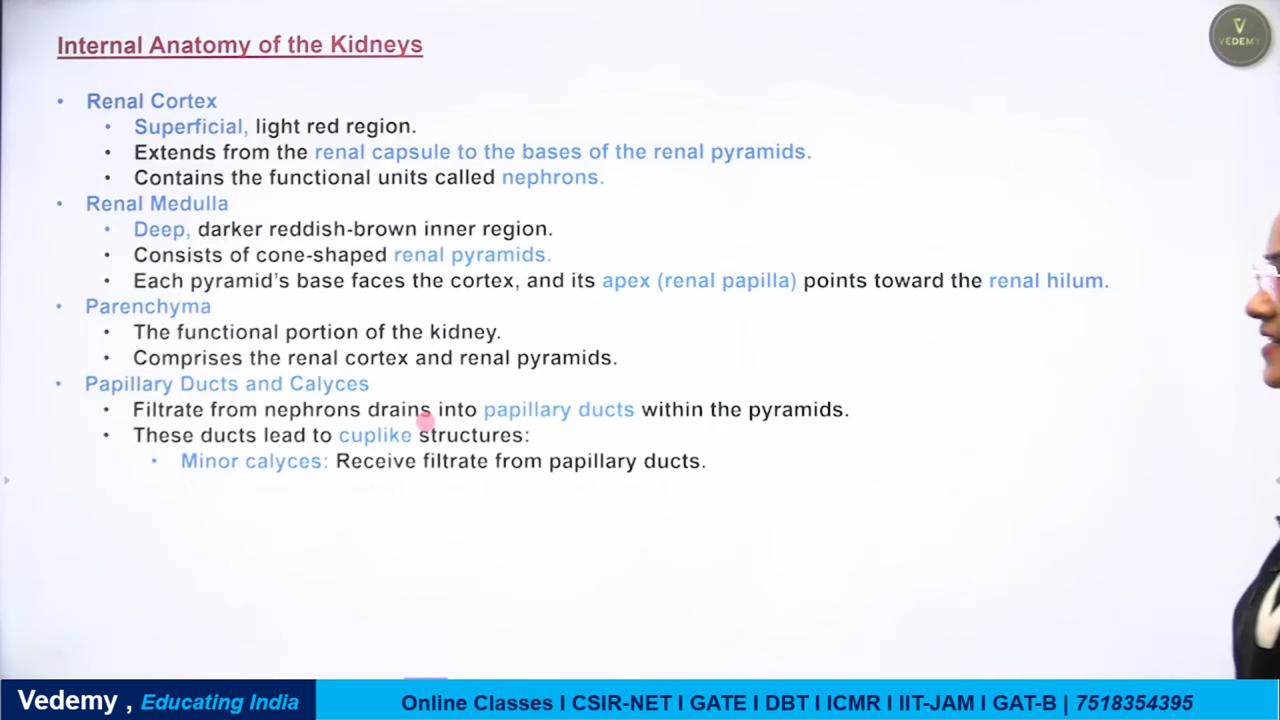 Internal Anatomy of the Kidneys
VEDEMY
• Renal Cortex
• Superficial, light red region.
• Extends from the renal capsule to the bases of the renal pyramids.
• Contains the functional units called nephrons.
• Renal Medulla
• Deep, darker reddish-brown inner region.
• Consists of cone-shaped renal pyramids.
• Each pyramid's base faces the cortex, and its apex (renal papilla) points toward the renal hilum.
• Parenchyma
• The functional portion of the kidney.
• Comprises the renal cortex and renal pyramids.
• Papillary Ducts and Calyces
• Filtrate from nephrons drains into papillary ducts within the pyramids.
• These ducts lead to cuplike structures:
• Minor calyces: Receive filtrate from papillary ducts.
Vedemy , Educating India
Online Classes I CSIR-NET I GATE I DBT I ICMR I IIT-JAM I GAT-B | 7518354395